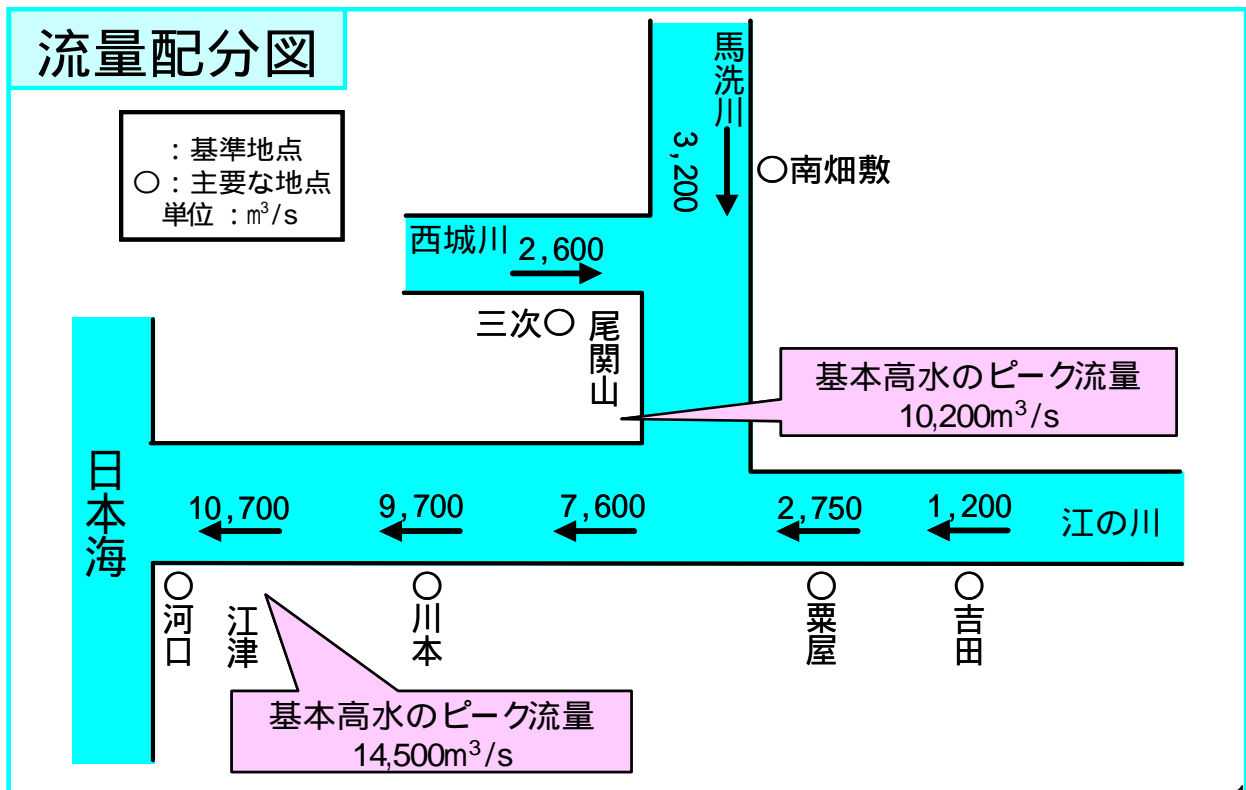 流量配分図
：基準地点
○：主要な地点
単位：m³/s
馬洗川
3,200
○南畑敷
西城川
2,600
三次○
尾関山
基本高水のピーク流量
10,200m³/s
日本海
10,700
9,700
7,600
2,750
1,200
江の川
○河口
江津
○川本
○粟屋
○吉田
基本高水のピーク流量
14,500m³/s